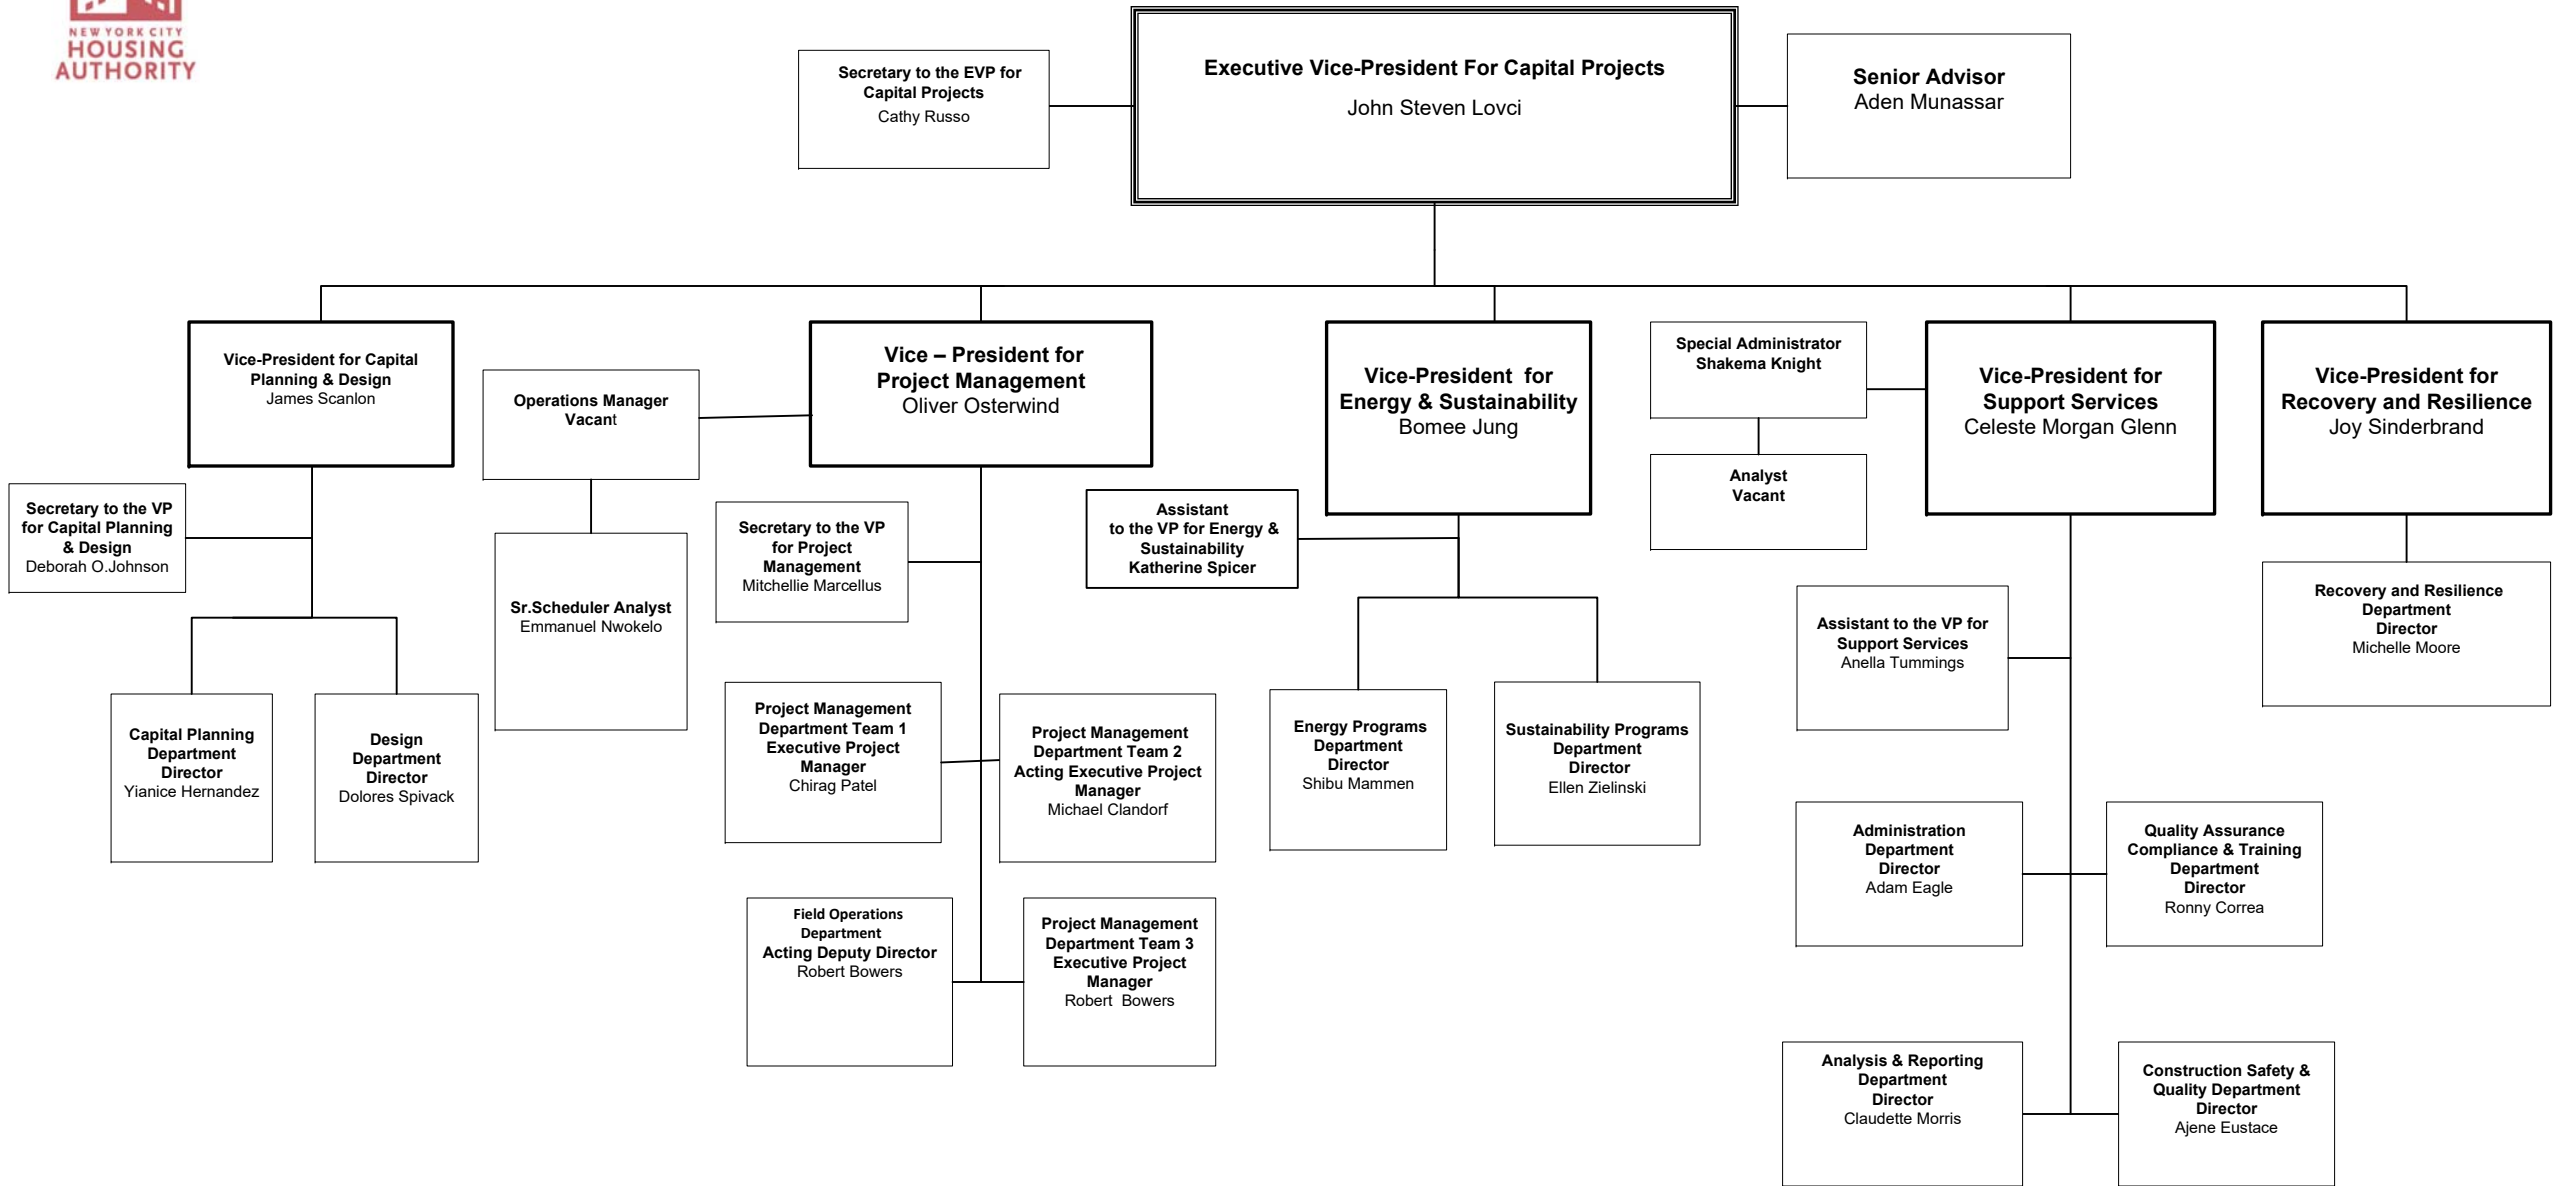 NEW YORK CITY
HOUSING
AUTHORITY
Secretary to the EVP for
Capital Projects
Cathy Russo
Executive Vice-President For Capital Projects
John Steven Lovci
Senior Advisor
Aden Munassar
Vice-President for Capital
Planning & Design
James Scanlon
Operations Manager
Vacant
Vice – President for
Project Management
Oliver Osterwind
Vice-President for
Energy & Sustainability
Bomee Jung
Special Administrator
Shakema Knight
Analyst
Vacant
Vice-President for
Support Services
Celeste Morgan Glenn
Vice-President for
Recovery and Resilience
Joy Sinderbrand
Secretary to the VP
for Capital Planning
& Design
Deborah O.Johnson
Sr.Scheduler Analyst
Emmanuel Nwokelo
Secretary to the VP
for Project
Management
Mitchellie Marcellus
Assistant
to the VP for Energy &
Sustainability
Katherine Spicer
Assistant to the VP for
Support Services
Anella Tummings
Recovery and Resilience
Department
Director
Michelle Moore
Capital Planning
Department
Director
Yianice Hernandez
Design
Department
Director
Dolores Spivack
Project Management
Department Team 1
Executive Project
Manager
Chirag Patel
Project Management
Department Team 2
Acting Executive Project
Manager
Michael Clandorf
Energy Programs
Department
Director
Shibu Mammen
Sustainability Programs
Department
Director
Ellen Zielinski
Administration
Department
Director
Adam Eagle
Quality Assurance
Compliance & Training
Department
Director
Ronny Correa
Field Operations
Department
Acting Deputy Director
Robert Bowers
Project Management
Department Team 3
Executive Project
Manager
Robert Bowers
Analysis & Reporting
Department
Director
Claudette Morris
Construction Safety &
Quality Department
Director
Ajene Eustace